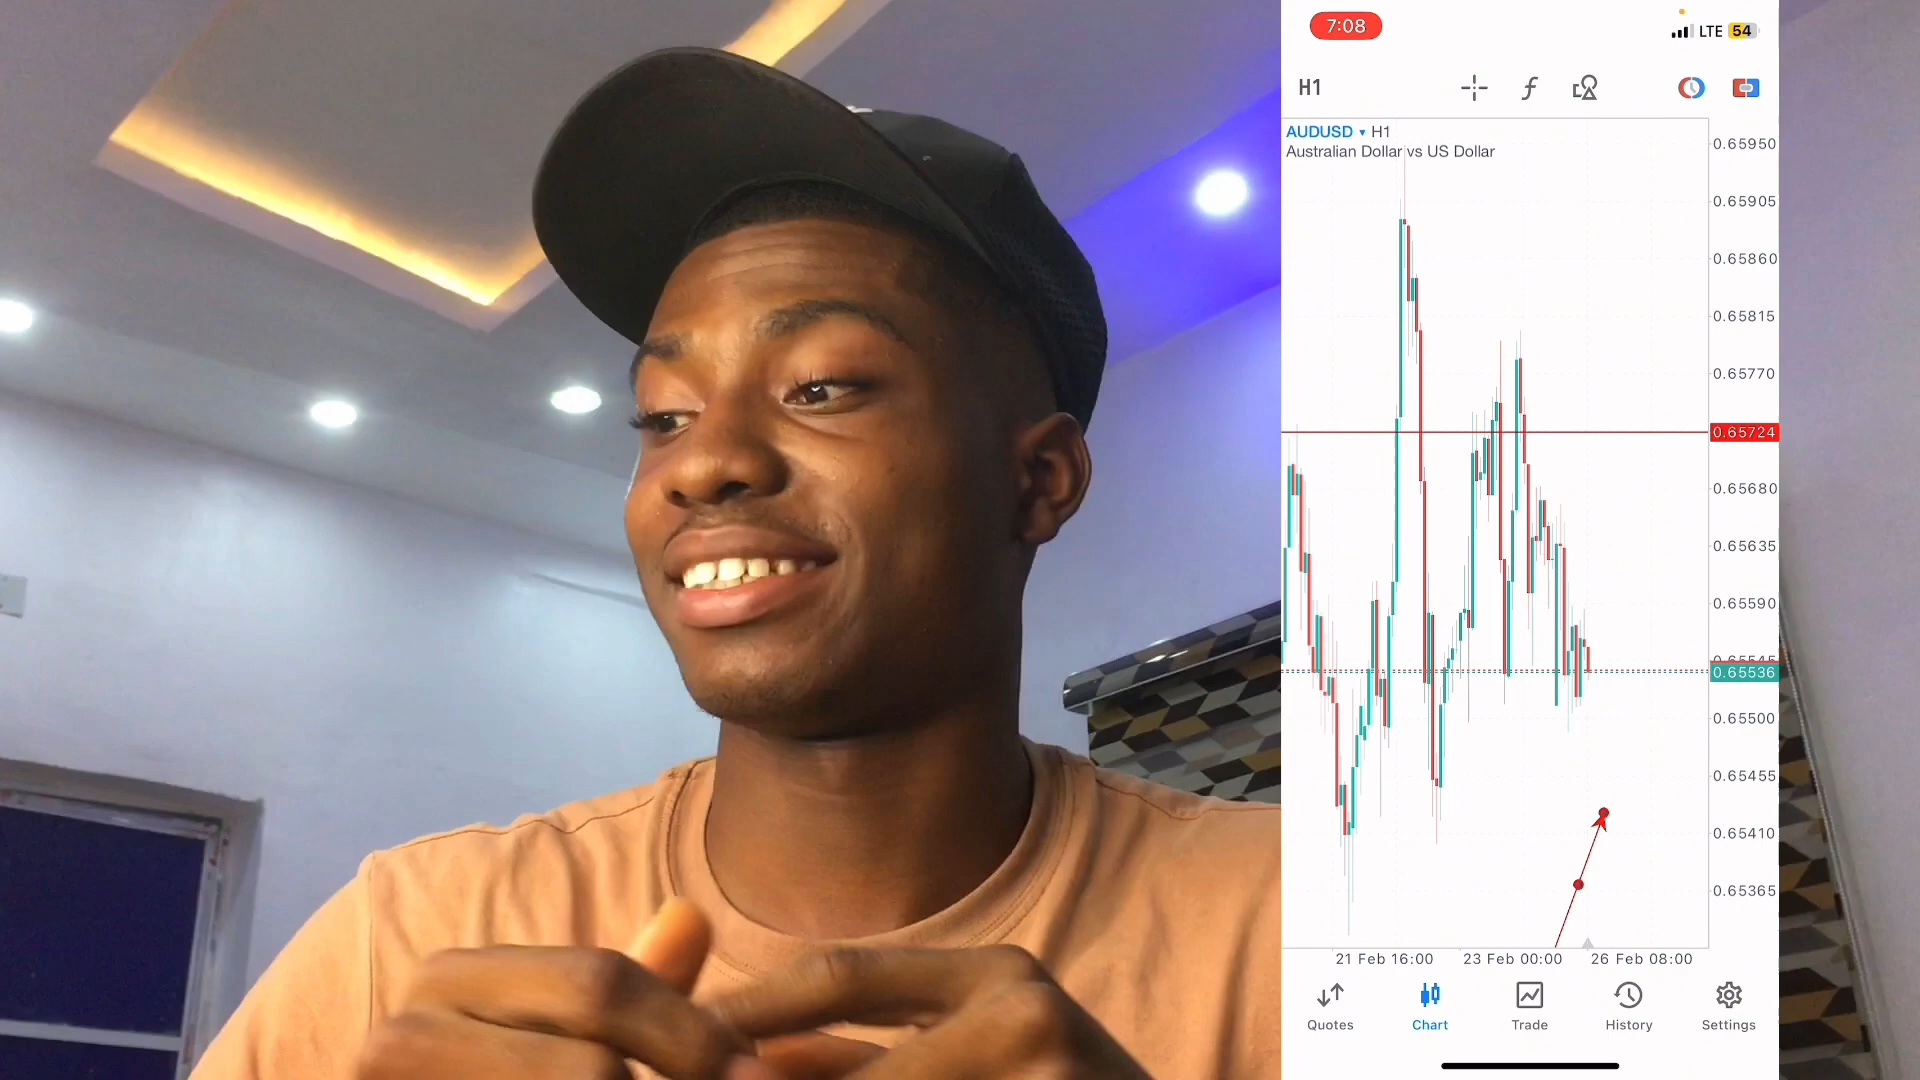 7:08
LTE 54
H1
f
AUDUSD ▾ H1
Australian Dollar vs US Dollar
0.65950
0.65905
0.65860
0.65815
0.65770
0.65724
0.65680
0.65635
0.65590
0.65536
0.65500
0.65455
0.65410
0.65365
21 Feb 16:00 23 Feb 00:00 26 Feb 08:00
Quotes Chart Trade History Settings